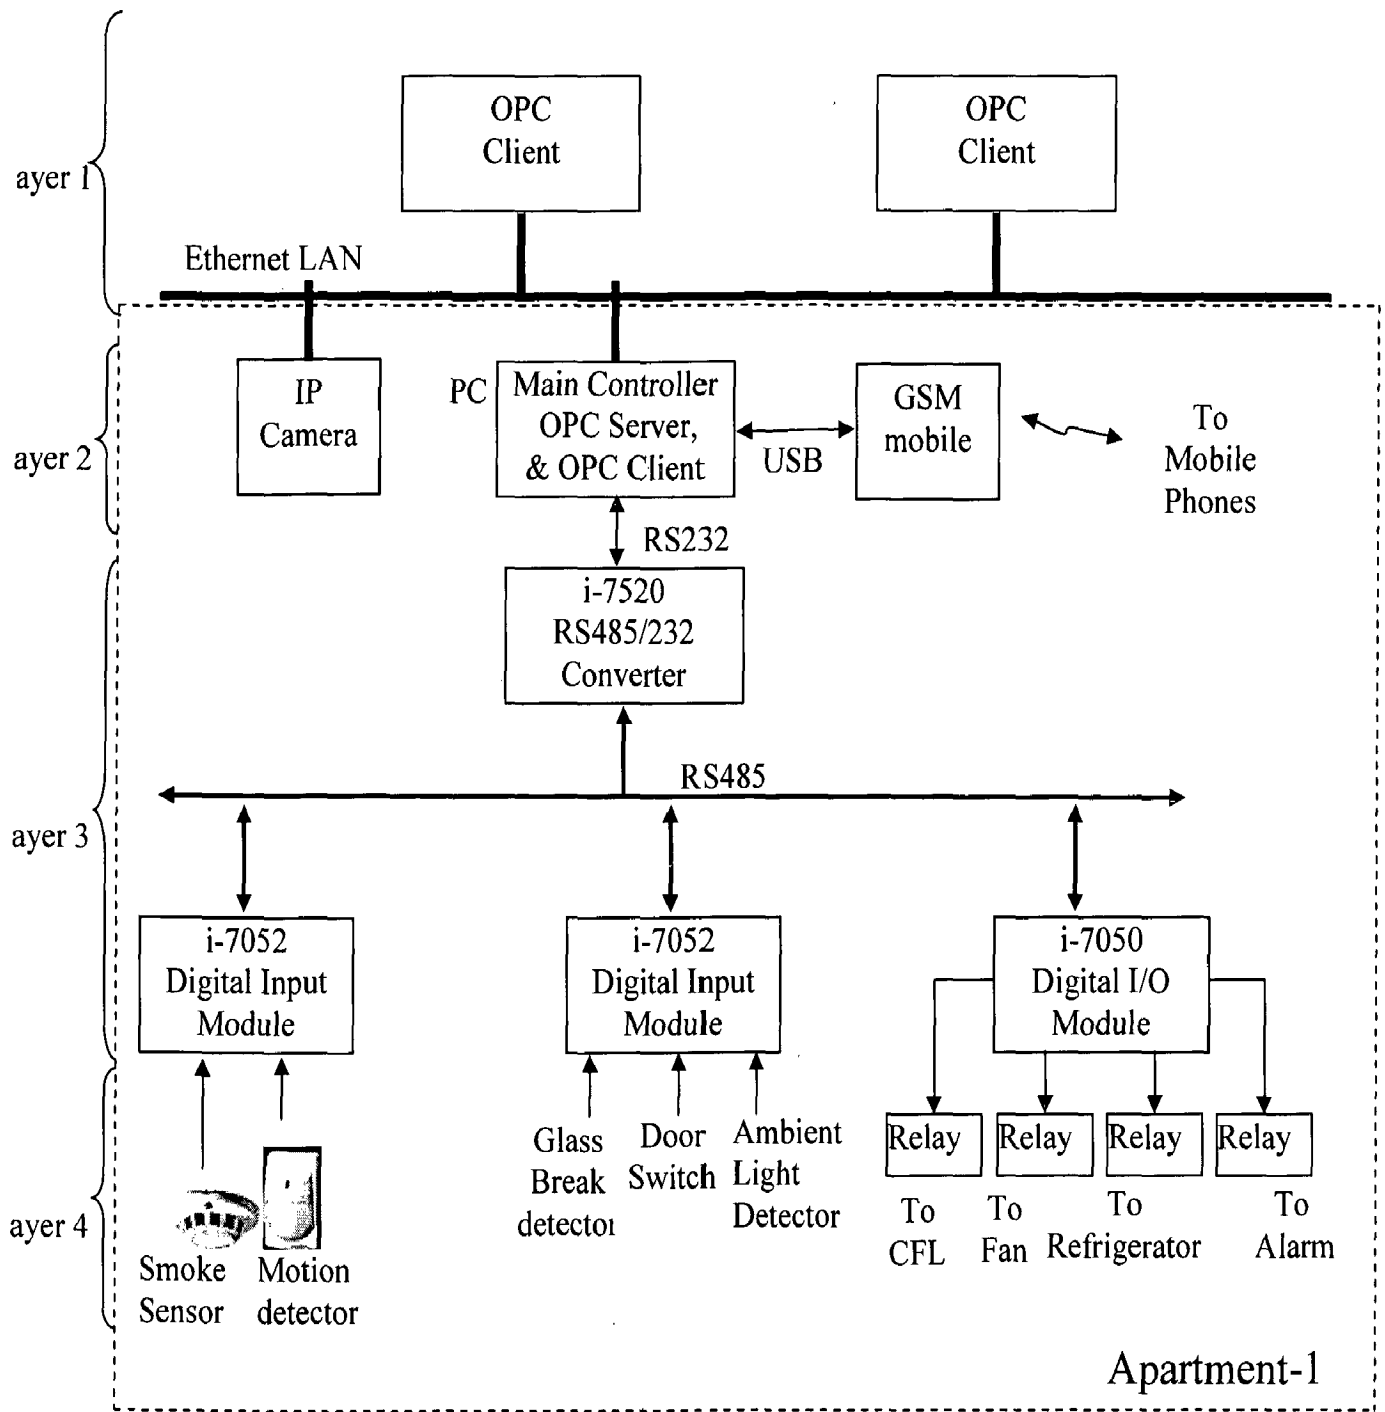 OPC
Client
OPC
Client
ayer 1
Ethernet LAN
IP
Camera
PC
Main Controller
OPC Server,
& OPC Client
USB
GSM
mobile
To
Mobile
Phones
ayer 2
RS232
i-7520
RS485/232
Converter
RS485
ayer 3
i-7052
Digital Input
Module
i-7052
Digital Input
Module
i-7050
Digital I/O
Module
Glass
Break
detector
Door
Switch
Ambient
Light
Detector
Relay
Relay
Relay
Relay
To
CFL
To
Fan
To
Refrigerator
To
Alarm
ayer 4
Smoke
Sensor
Motion
detector
Apartment-1